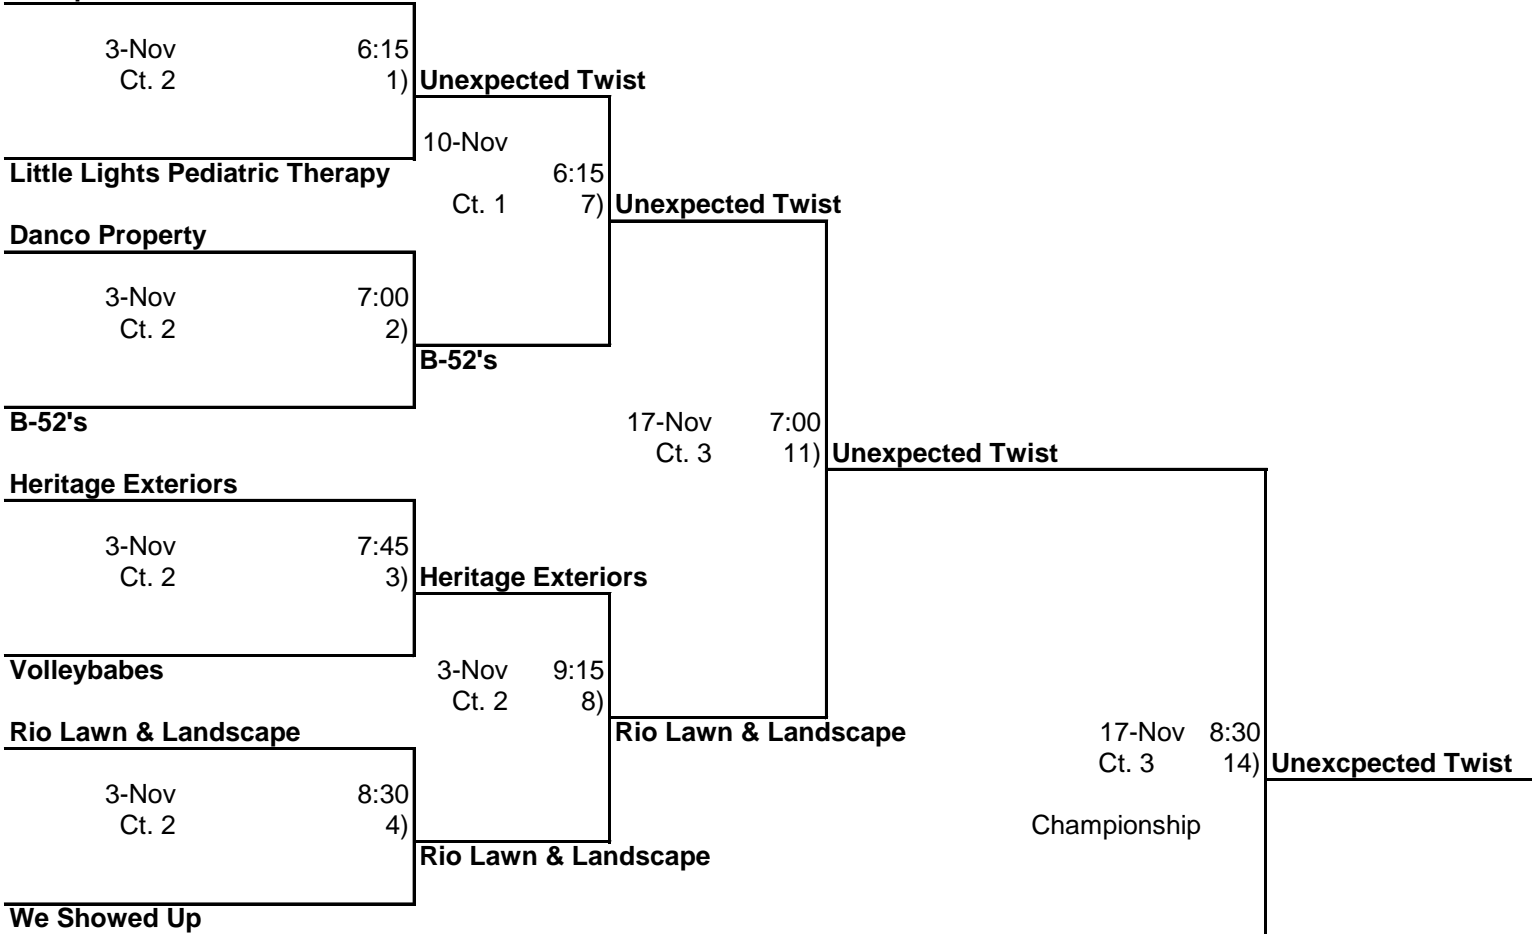 3-Nov 6:15
Ct. 2 1) Unexpected Twist
10-Nov
Little Lights Pediatric Therapy 6:15
Ct. 1 7) Unexpected Twist
Danco Property
3-Nov 7:00
Ct. 2 2)
B-52's
B-52's 17-Nov 7:00
Ct. 3 11) Unexpected Twist
Heritage Exteriors
3-Nov 7:45
Ct. 2 3) Heritage Exteriors
Volleybabes 3-Nov 9:15
Ct. 2 8)
Rio Lawn & Landscape Rio Lawn & Landscape 17-Nov 8:30
Ct. 3 14) Unexcpected Twist
3-Nov 8:30
Ct. 2 4) Championship
Rio Lawn & Landscape
We Showed Up